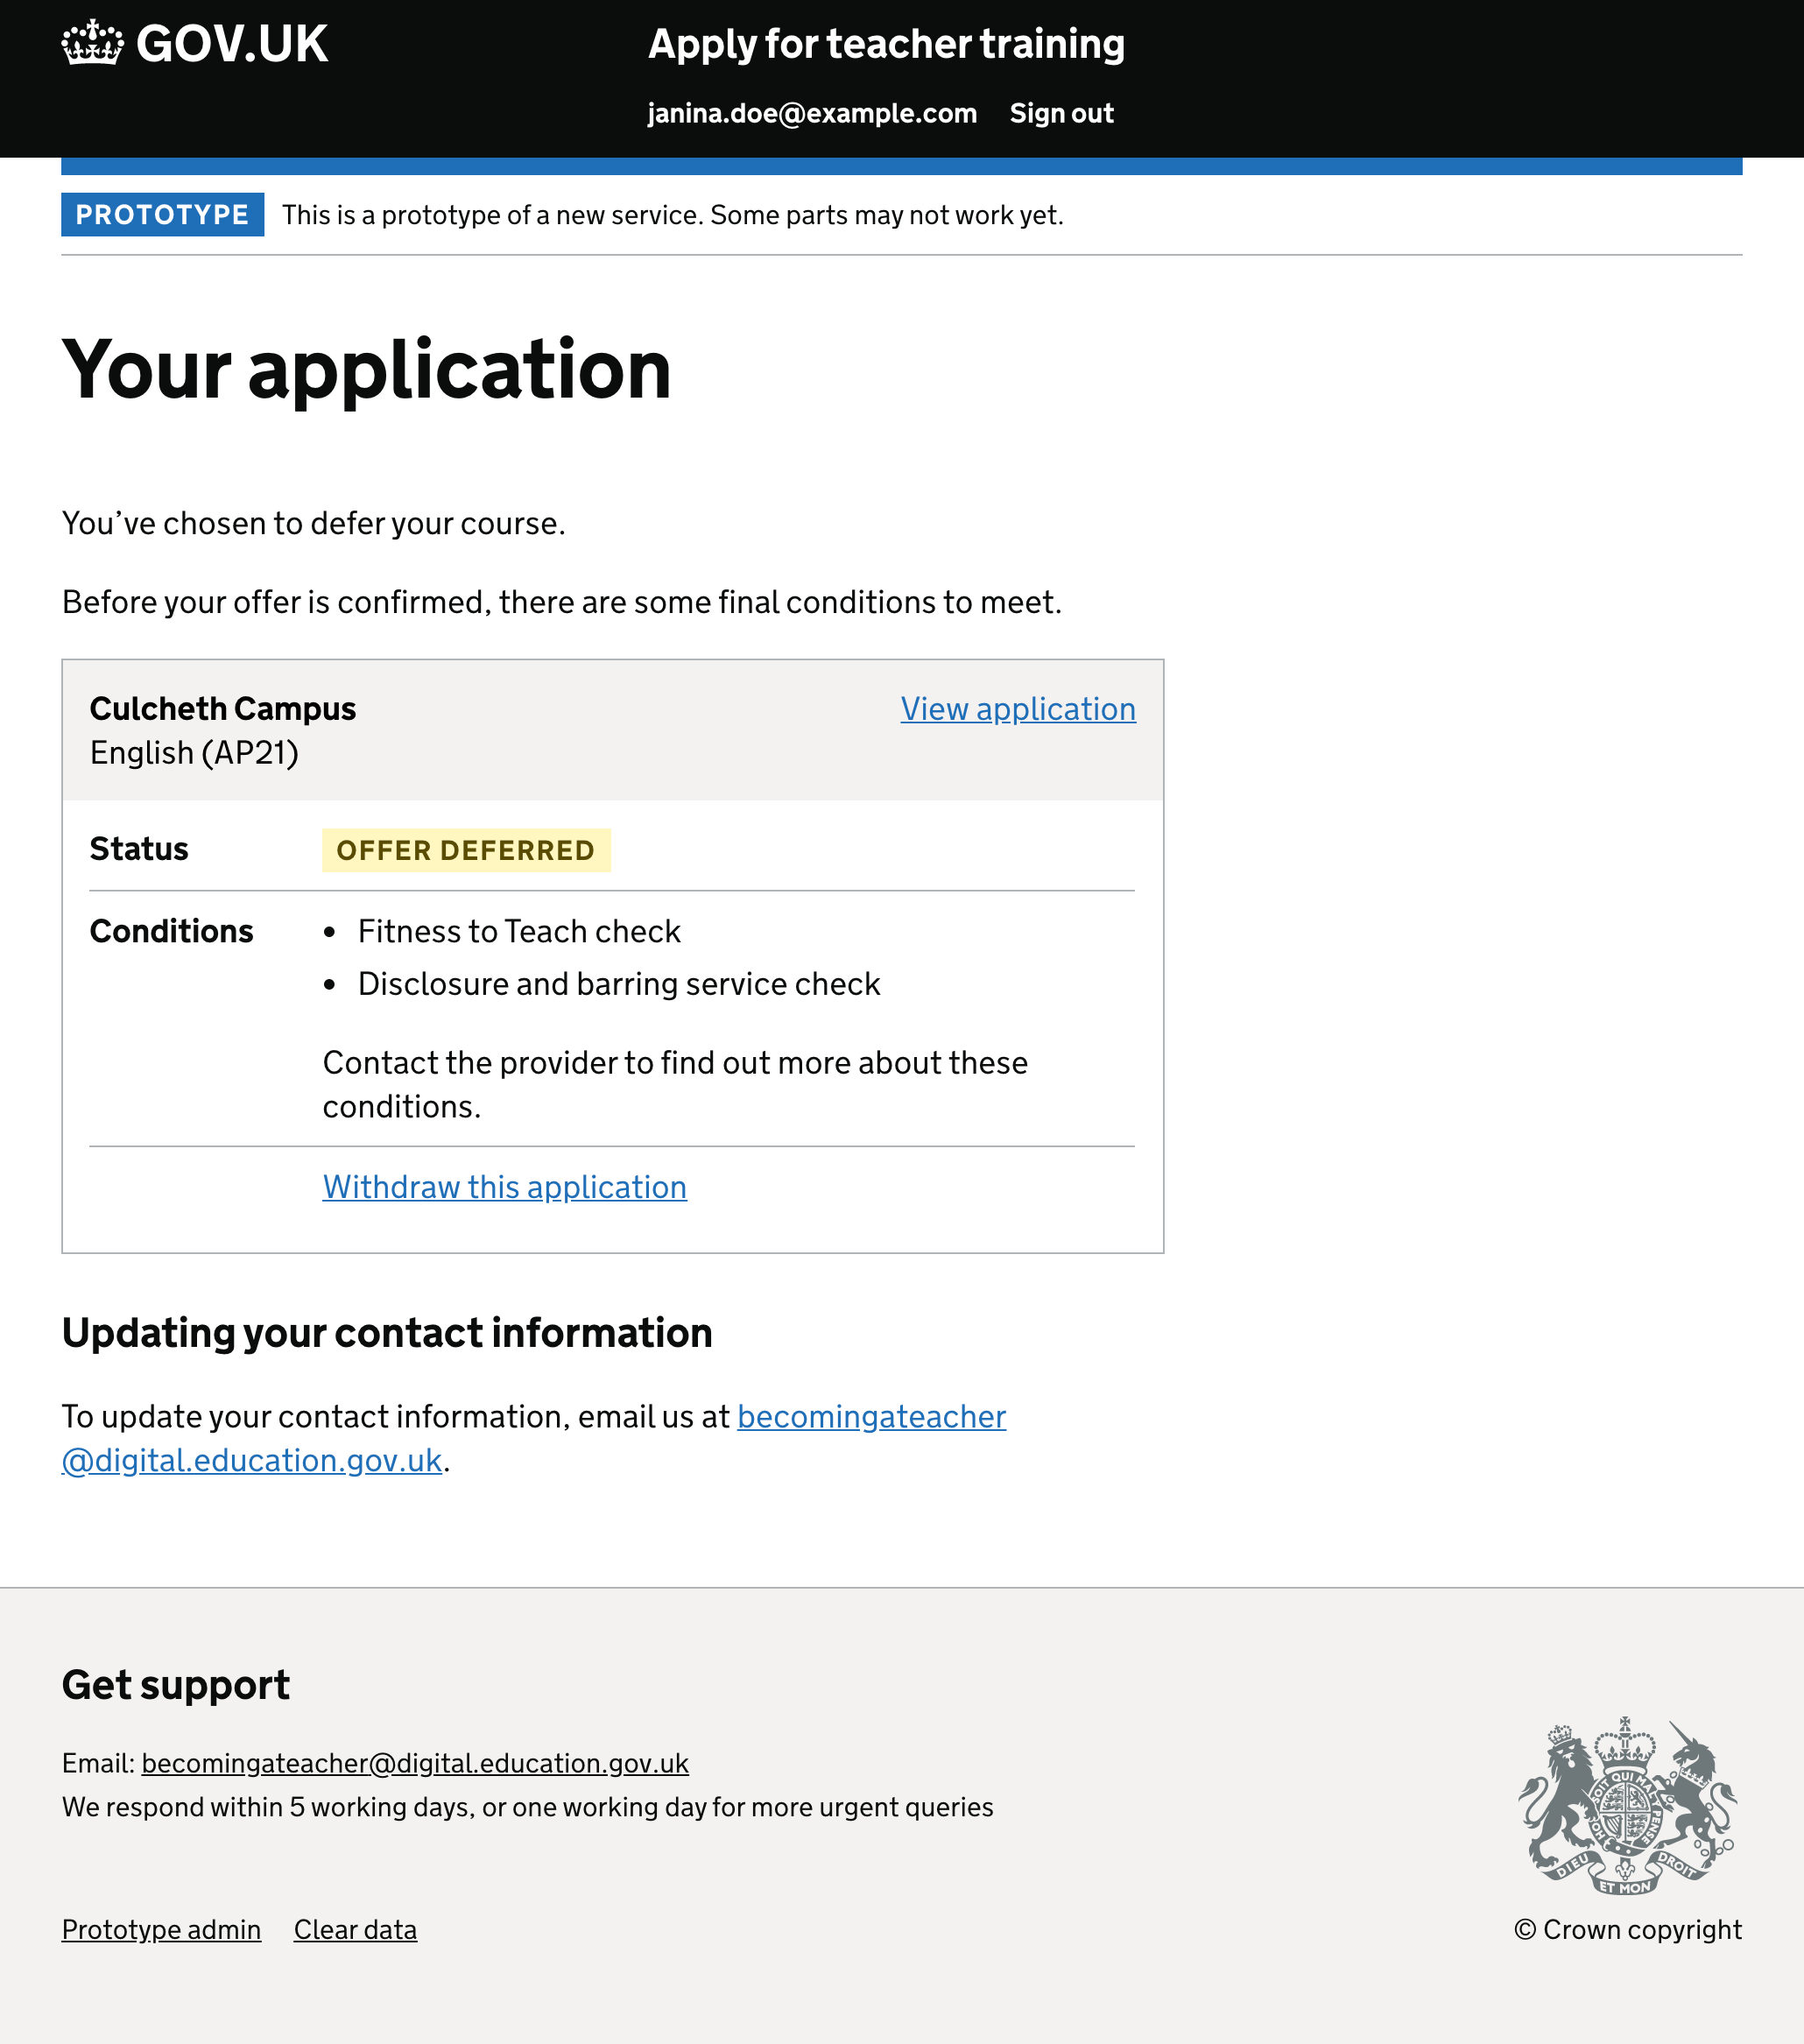 GOV.UK
Apply for teacher training
janina.doe@example.com Sign out
PROTOTYPE This is a prototype of a new service. Some parts may not work yet.
Your application
You’ve chosen to defer your course.
Before your offer is confirmed, there are some final conditions to meet.
Culcheth Campus View application
English (AP21)
Status OFFER DEFERRED
Conditions • Fitness to Teach check
• Disclosure and barring service check
Contact the provider to find out more about these
conditions.
Withdraw this application
Updating your contact information
To update your contact information, email us at becomingateacher
@digital.education.gov.uk.
Get support
Email: becomingateacher@digital.education.gov.uk
We respond within 5 working days, or one working day for more urgent queries
SOIT QUI MAL
PENSE
HON
DIEU
ET MON
DROIT
Prototype admin Clear data
© Crown copyright